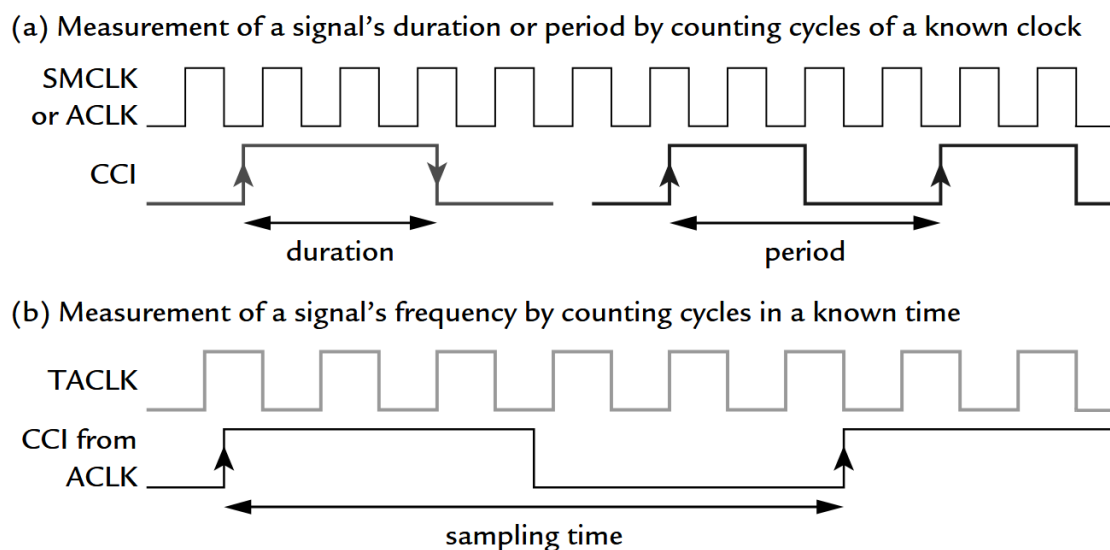 (a) Measurement of a signal's duration or period by counting cycles of a known clock
SMCLK
or ACLK
CCI
duration
period
(b) Measurement of a signal's frequency by counting cycles in a known time
TACLK
CCI from
ACLK
sampling time